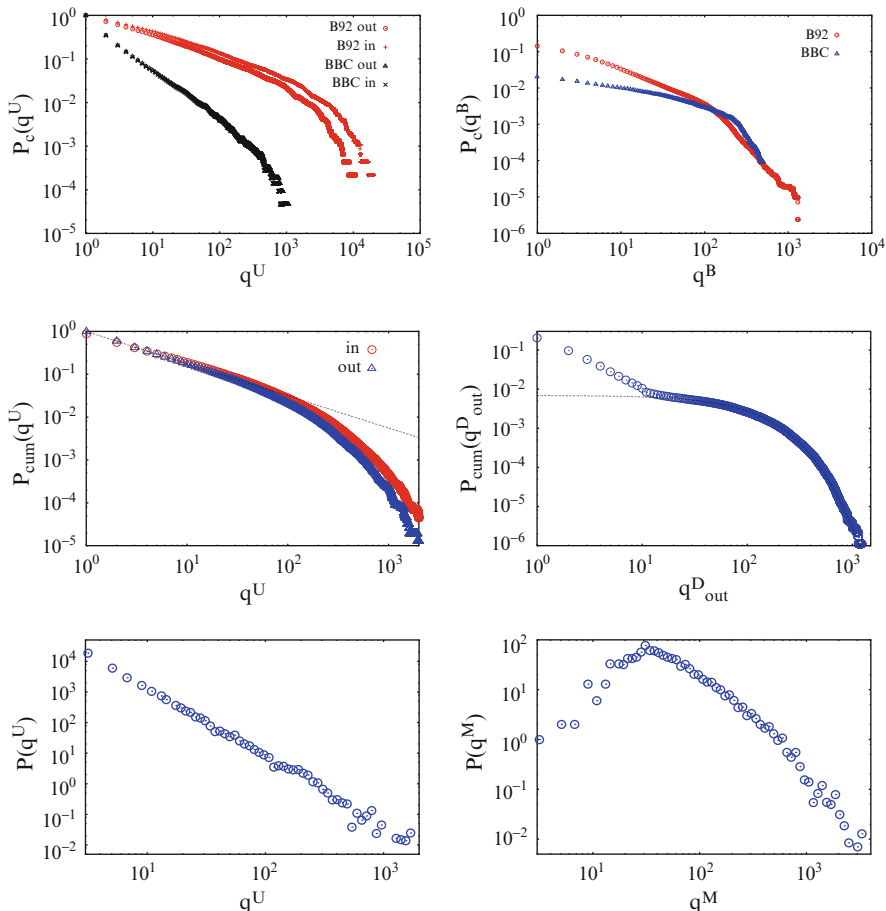 P_c(q^U)
10^0
10^-1
10^-2
10^-3
10^-4
10^-5
10^0 10^1 10^2 10^3 10^4 10^5
q^U
B92 out
B92 in
BBC out
BBC in
P_c(q^B)
10^0
10^-1
10^-2
10^-3
10^-4
10^-5
10^-6
10^0 10^1 10^2 10^3 10^4
q^B
B92
BBC
P_cum(q^U)
10^0
10^-1
10^-2
10^-3
10^-4
10^-5
10^0 10^1 10^2 10^3
q^U
in
out
P_cum(q^D_out)
10^0
10^-1
10^-2
10^-3
10^-4
10^-5
10^-6
10^0 10^1 10^2 10^3
q^D_out
P(q^U)
10^4
10^3
10^2
10^1
10^0
10^-1
10^-2
10^1 10^2 10^3
q^U
P(q^M)
10^2
10^1
10^0
10^-1
10^-2
10^1 10^2 10^3
q^M